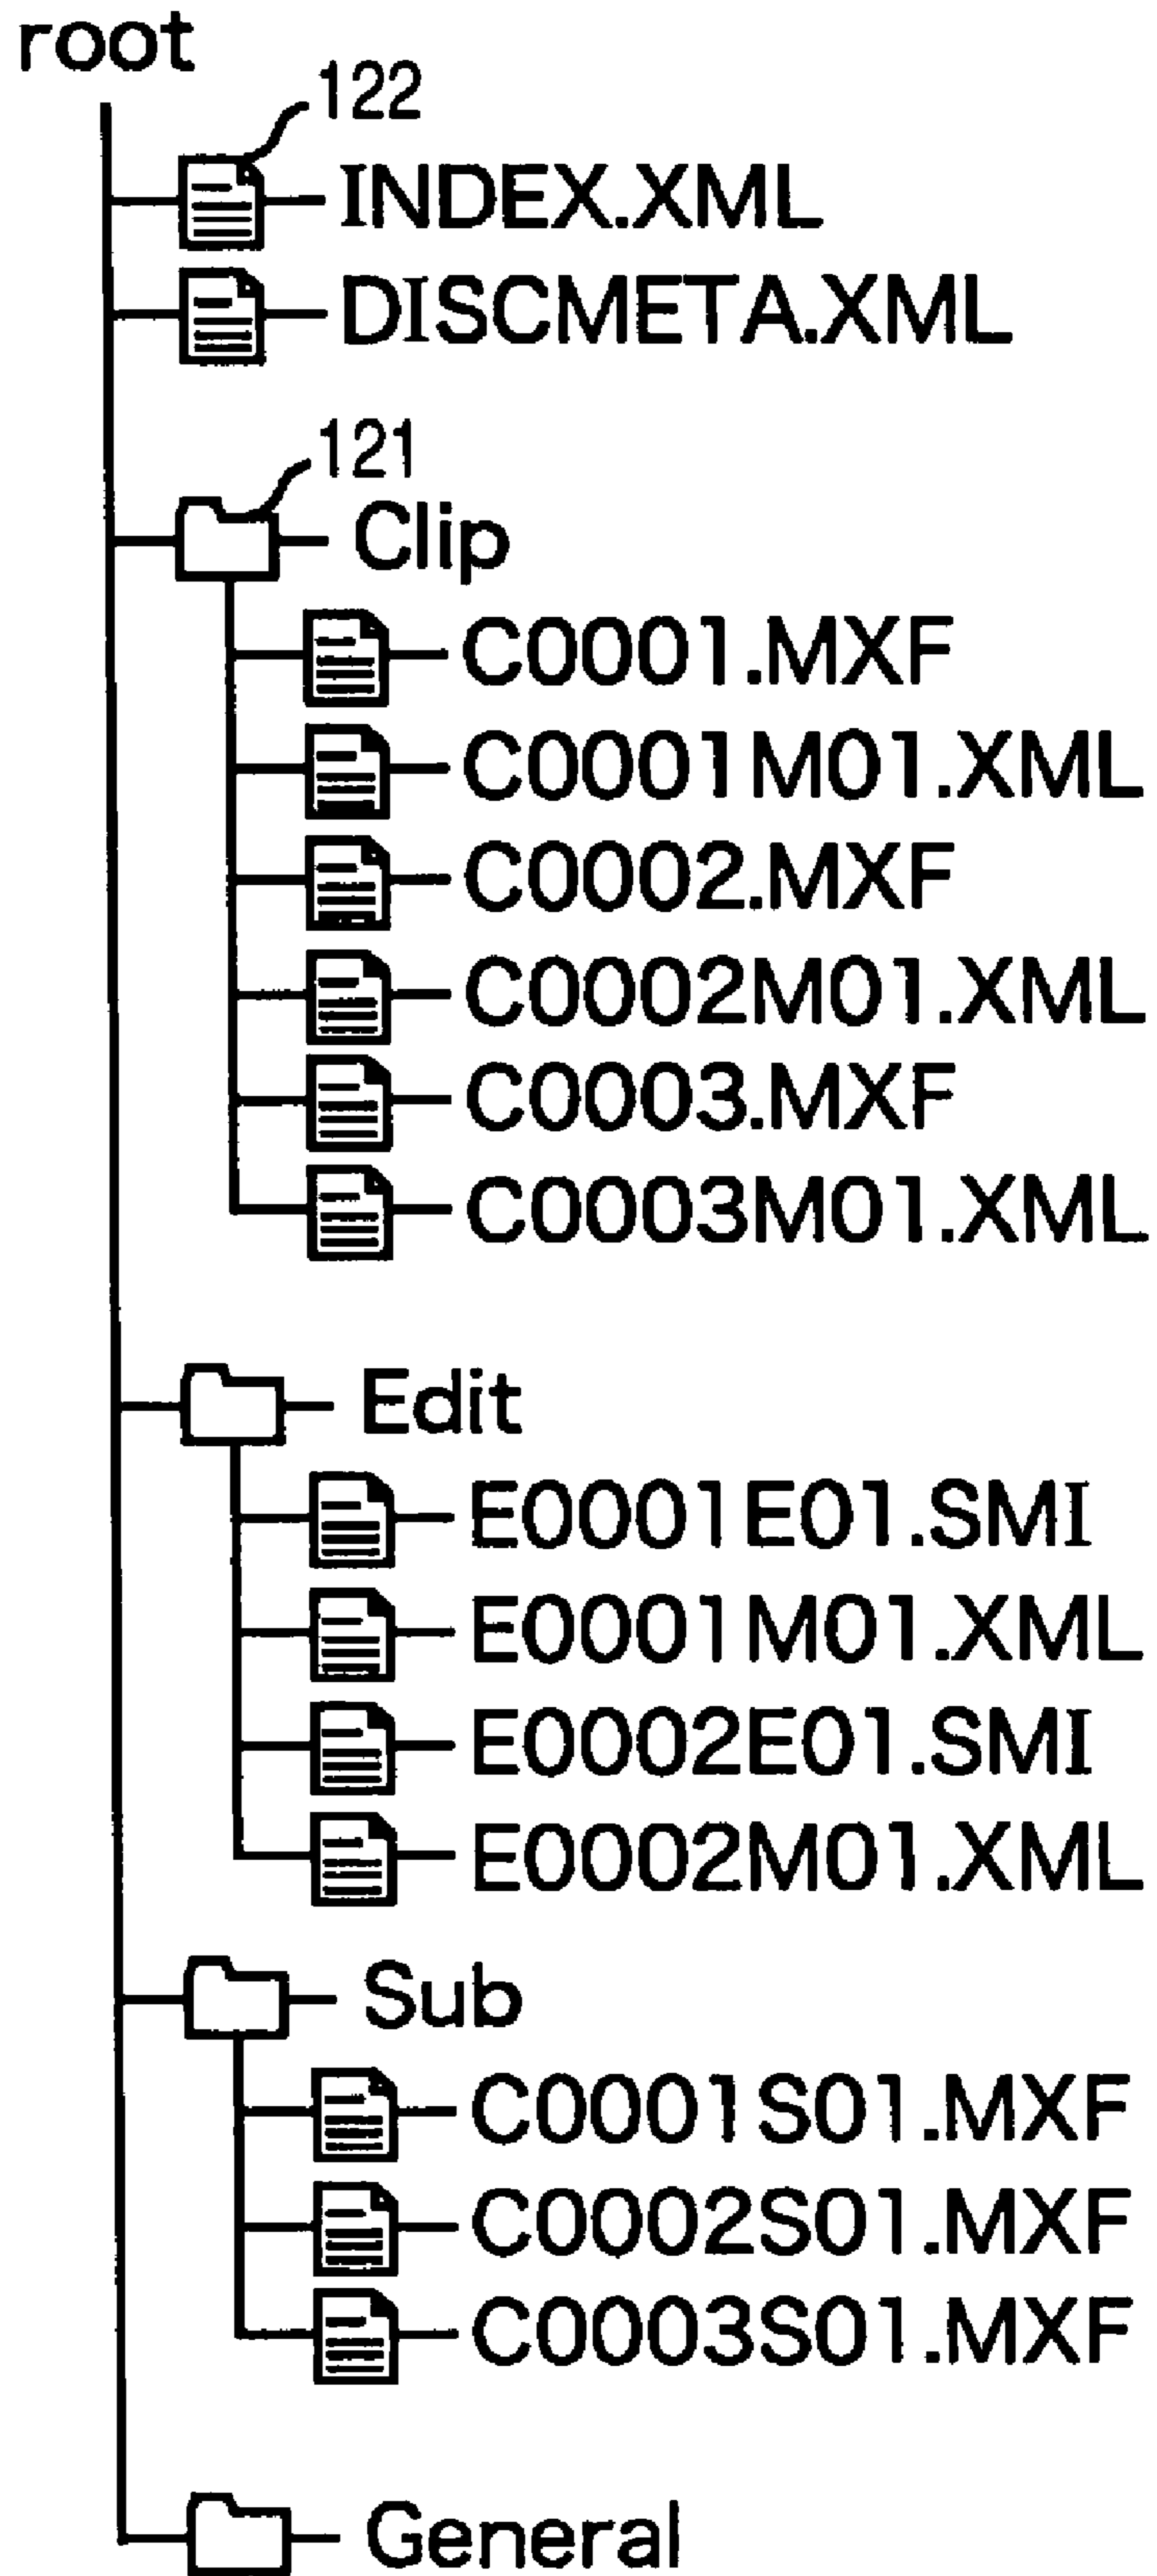 root
122
INDEX.XML
DISCMETA.XML
121
Clip
C0001.MXF
C0001M01.XML
C0002.MXF
C0002M01.XML
C0003.MXF
C0003M01.XML
Edit
E0001E01.SMI
E0001M01.XML
E0002E01.SMI
E0002M01.XML
Sub
C0001S01.MXF
C0002S01.MXF
C0003S01.MXF
General